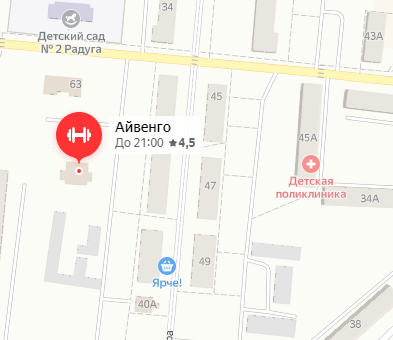 34
Детский сад
№ 2 Радуга
43А
63
45
Айвенго
До 21:00 ★4,5
45А
Детская
поликлиника
47
34А
49
Ярче!
40А
38
ра